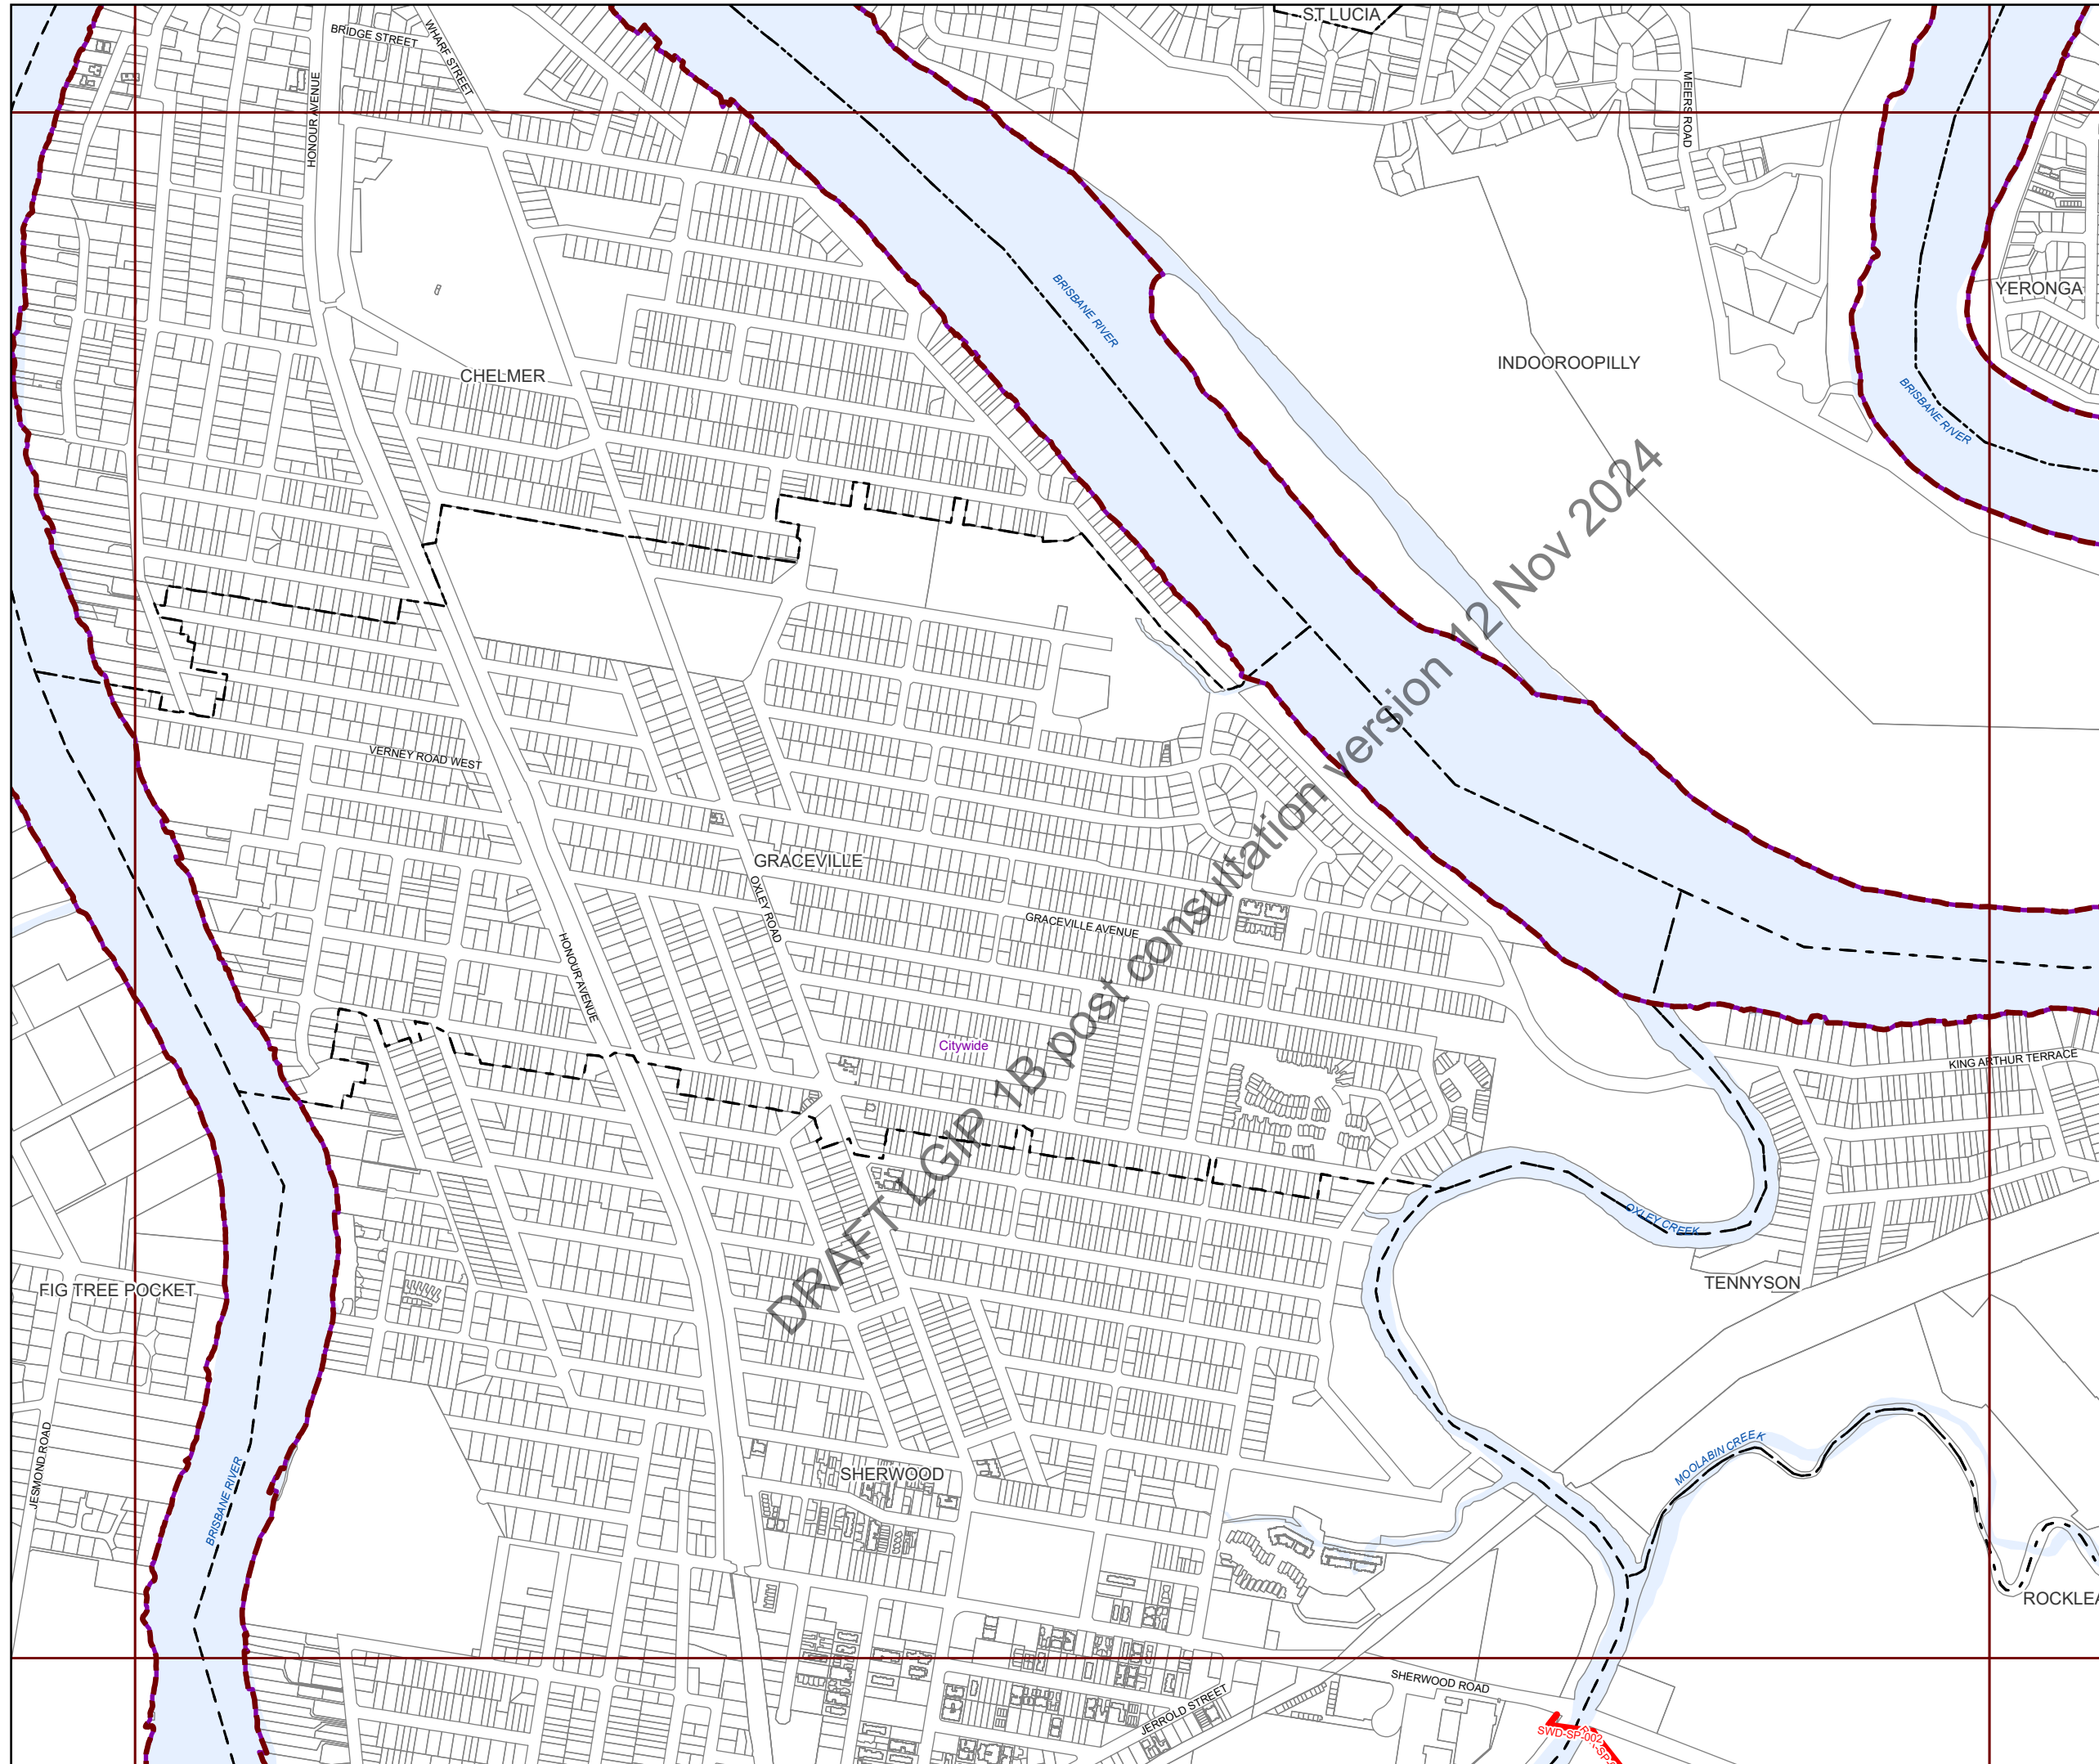 ST LUCIA
BRIDGE STREET
WHARF STREET
HONOUR AVENUE
MEIERS ROAD
BRISBANE RIVER
YERONGA
INDOOROOPILLY
CHELMER
BRISBANE RIVER
VERNEY ROAD WEST
GRACEVILLE
OXLEY ROAD
GRACEVILLE AVENUE
HONOUR AVENUE
Citywide
KING ARTHUR TERRACE
DRAFT LGIP 1B post consultation version 12 Nov 2024
OXLEY CREEK
TENNYSON
FIG TREE POCKET
JESMOND ROAD
BRISBANE RIVER
MOOLABIN CREEK
SHERWOOD
ROCKLEA
SHERWOOD ROAD
JERROLD STREET
SWD-SP-002